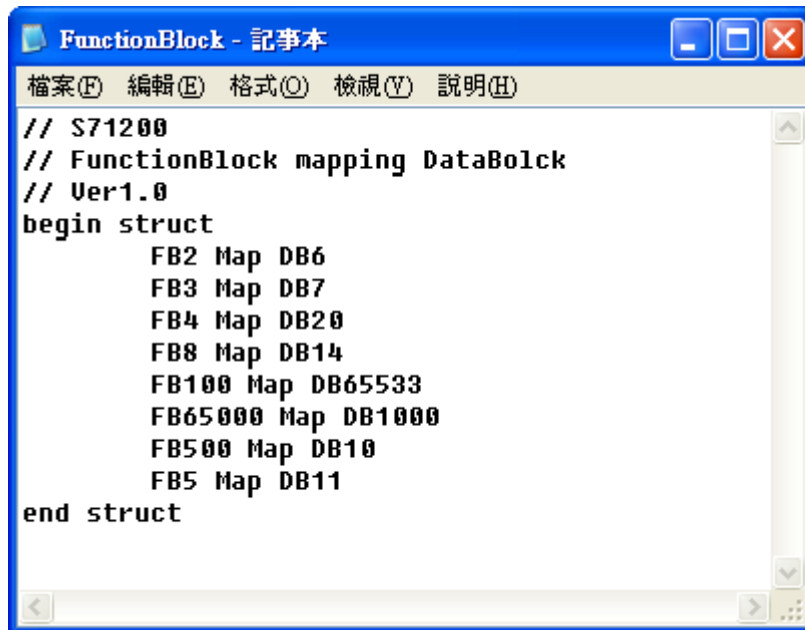 FunctionBlock - 記事本
檔案(F) 編輯(E) 格式(O) 檢視(V) 說明(H)
// S71200
// FunctionBlock mapping DataBolck
// Ver1.0
begin struct
FB2 Map DB6
FB3 Map DB7
FB4 Map DB20
FB8 Map DB14
FB100 Map DB65533
FB65000 Map DB1000
FB500 Map DB10
FB5 Map DB11
end struct